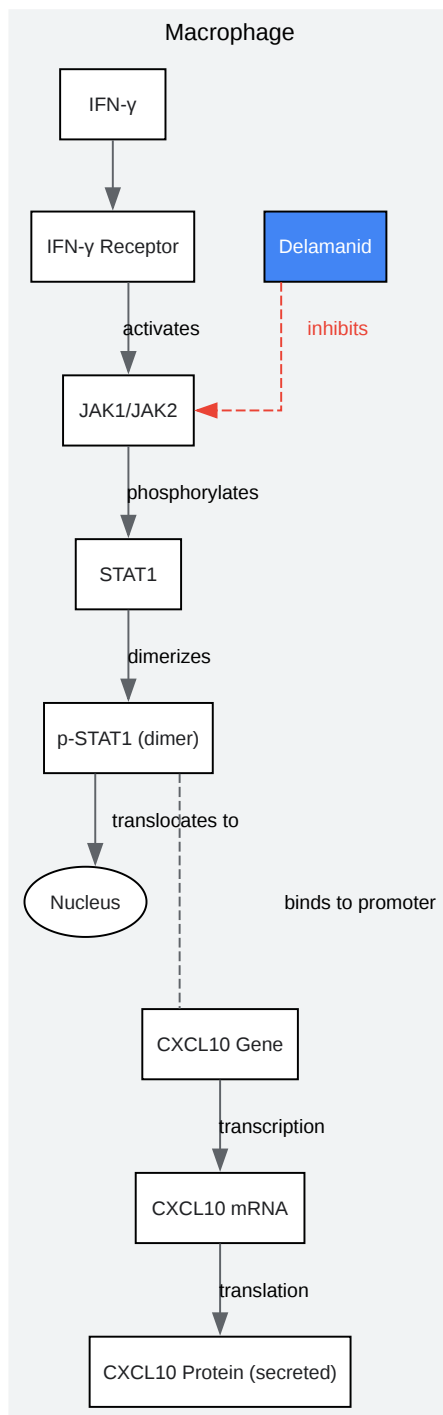 Macrophage
IFN-γ
IFN-γ Receptor
Delamanid
activates
inhibits
JAK1/JAK2
phosphorylates
STAT1
dimerizes
p-STAT1 (dimer)
translocates to
Nucleus
binds to promoter
CXCL10 Gene
transcription
CXCL10 mRNA
translation
CXCL10 Protein (secreted)